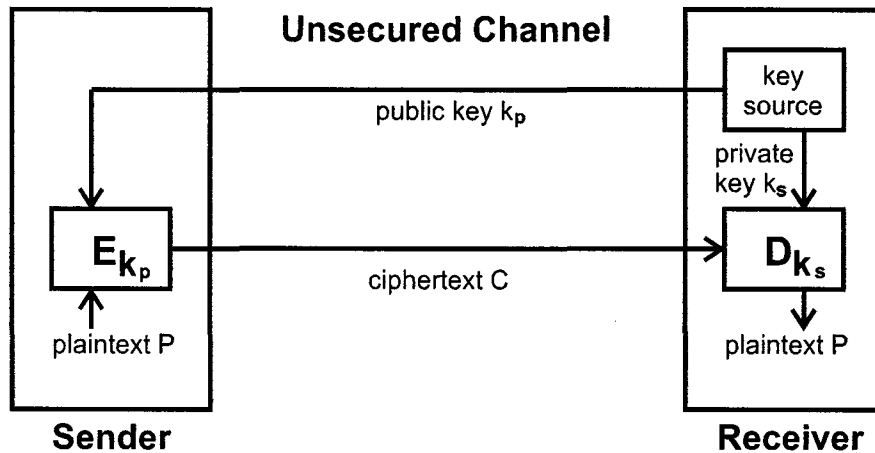 Unsecured Channel
key
source
public key kp
private
key ks
Ekp
Dks
ciphertext C
plaintext P
plaintext P
Sender
Receiver